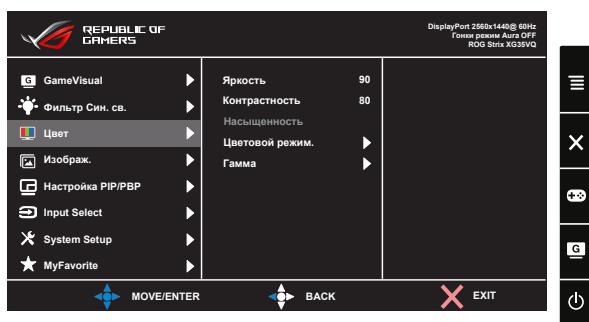 REPUBLIC OF
GAMERS
DisplayPort 2560x1440@ 60Hz
Гонки режим Aura OFF
ROG Strix XG35VQ
G GameVisual
Фильтр Син. св.
Цвет
Изображ.
Настройка PIP/PBP
Input Select
System Setup
MyFavorite
Яркость 90
Контрастность 80
Насыщенность
Цветовой режим.
Гамма
MOVE/ENTER
BACK
EXIT
G